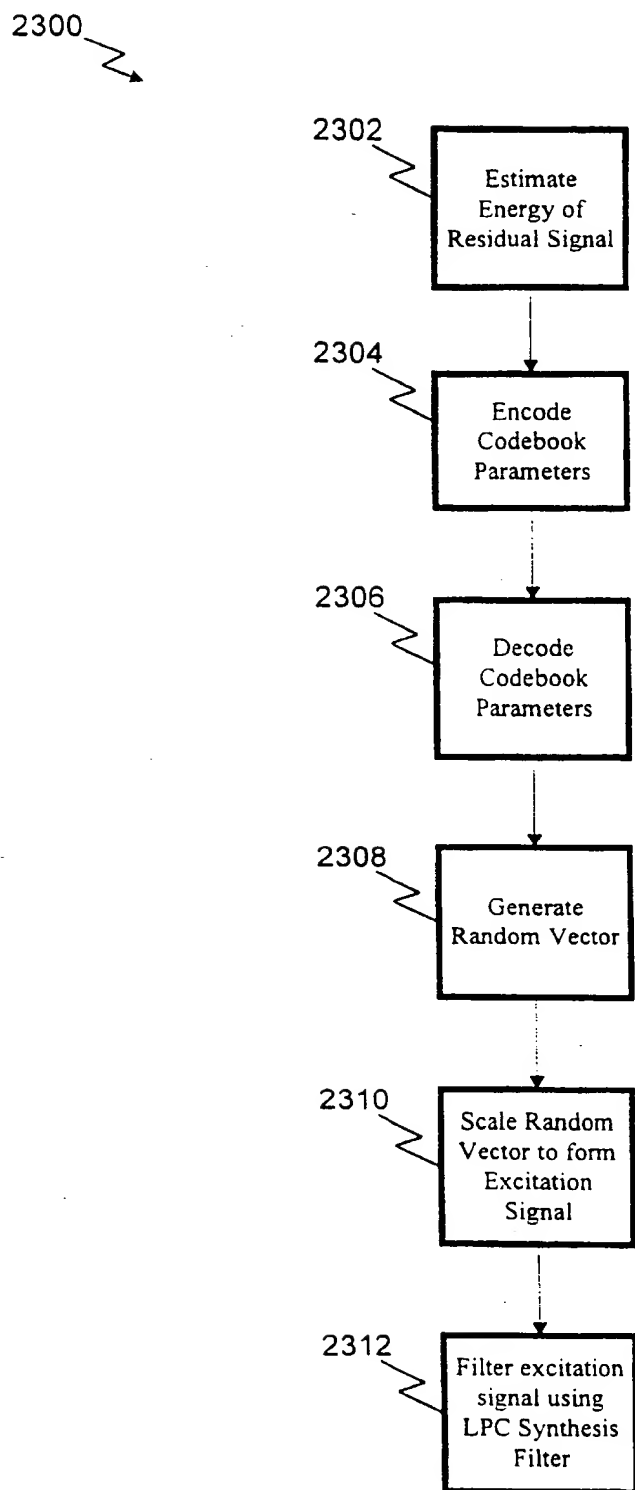 2300
2302
Estimate
Energy of
Residual Signal
2304
Encode
Codebook
Parameters
2306
Decode
Codebook
Parameters
2308
Generate
Random Vector
2310
Scale Random
Vector to form
Excitation
Signal
2312
Filter excitation
signal using
LPC Synthesis
Filter